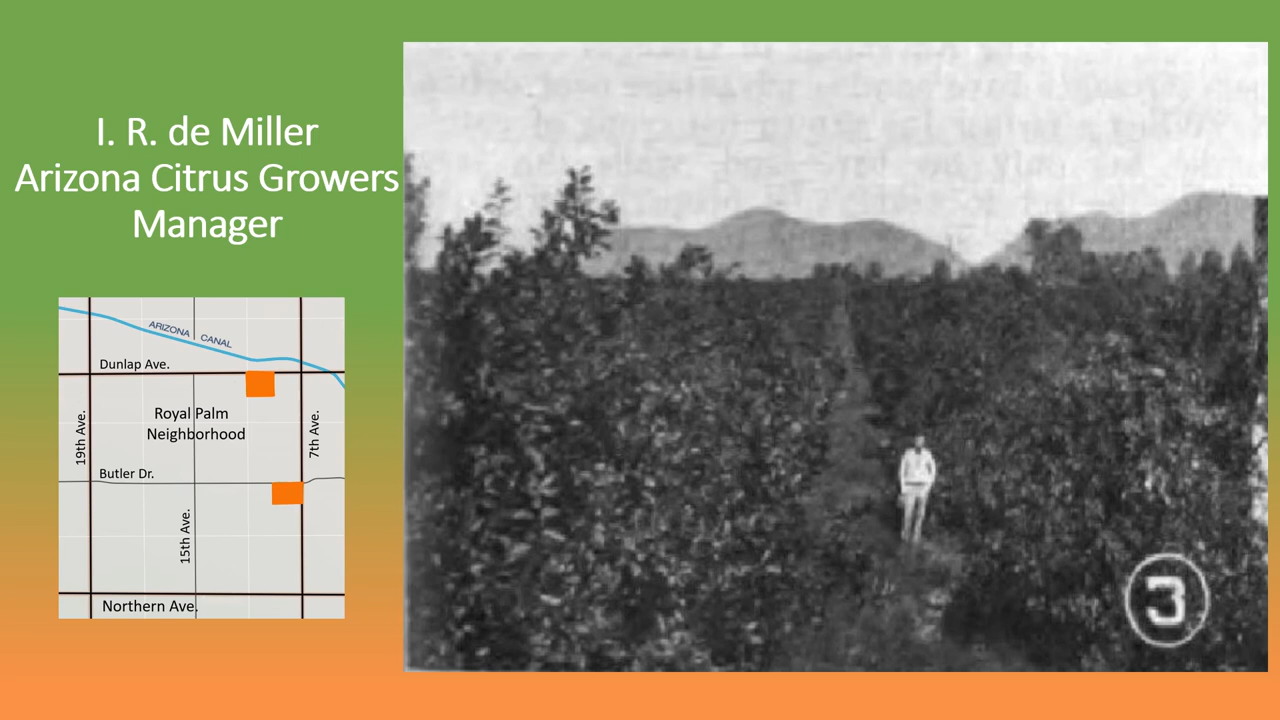 I. R. de Miller
Arizona Citrus Growers
Manager
ARIZONA CANAL
Dunlap Ave.
19th Ave.
Royal Palm
Neighborhood
7th Ave.
Butler Dr.
15th Ave.
Northern Ave.
3